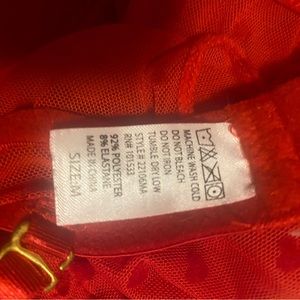 MACHINE WASH COLD
DO NOT BLEACH
DO NOT IRON
TUMBLE DRY LOW
STYLE# 22106MA
RN# 101533
92% POLYESTER
8% ELASTANE
MADE IN CHINA
SIZE:M